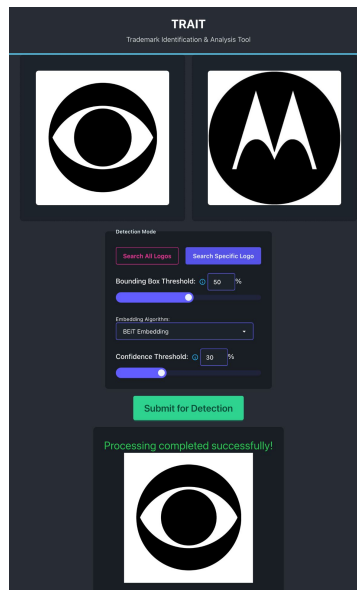 TRAIT
Trademark Identification & Analysis Tool
Detection Mode
Search All Logos
Search Specific Logo
Bounding Box Threshold: 50 %
Embedding Algorithm:
BEiT Embedding
Confidence Threshold: 30 %
Submit for Detection
Processing completed successfully!